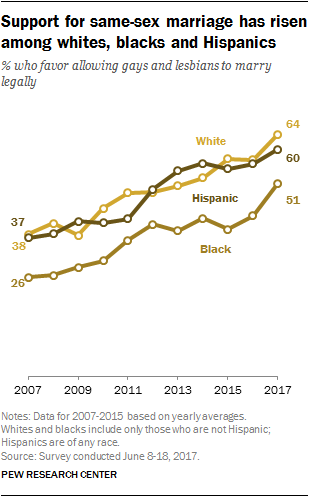 Support for same-sex marriage has risen
among whites, blacks and Hispanics
% who favor allowing gays and lesbians to marry
legally
64
White
60
Hispanic
51
37
38
Black
26
2007 2009 2011 2013 2015 2017
Notes: Data for 2007-2015 based on yearly averages.
Whites and blacks include only those who are not Hispanic;
Hispanics are of any race.
Source: Survey conducted June 8-18, 2017.
PEW RESEARCH CENTER